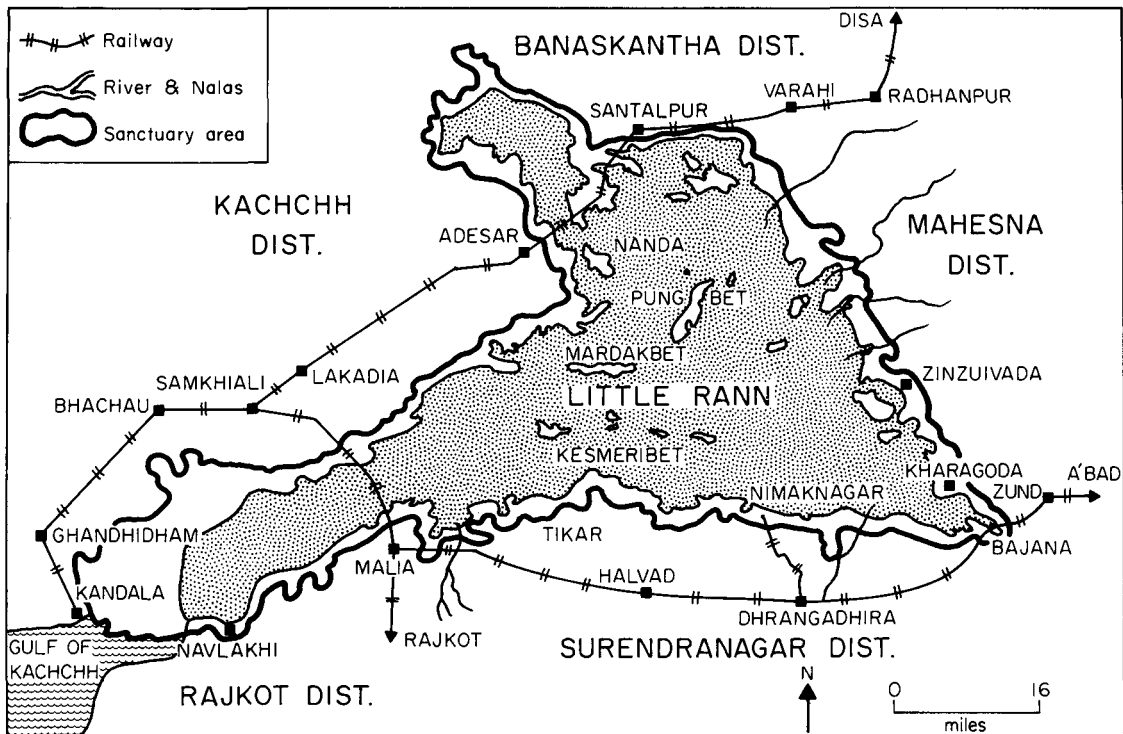 Railway
River & Nalas
Sanctuary area
DISA
BANASKANTHA DIST.
VARAHI
SANTALPUR
RADHANPUR
KACHCHH
DIST.
MAHESNA
DIST.
ADESAR
NANDA
PUNG BET
MARDAKBET
LITTLE RANN
SAMKHIALI
LAKADIA
BHACHAU
ZINZUIVADA
KESMERIBET
KHARAGODA
A'BAD
ZUND
NIMAKNAGAR
GHANDHIDHAM
TIKAR
BAJANA
MALIA
KANDALA
HALVAD
DHRANGADHIRA
GULF OF
KACHCHH
NAVLAKHI
RAJKOT
SURENDRANAGAR DIST.
RAJKOT DIST.
N
0 16
miles